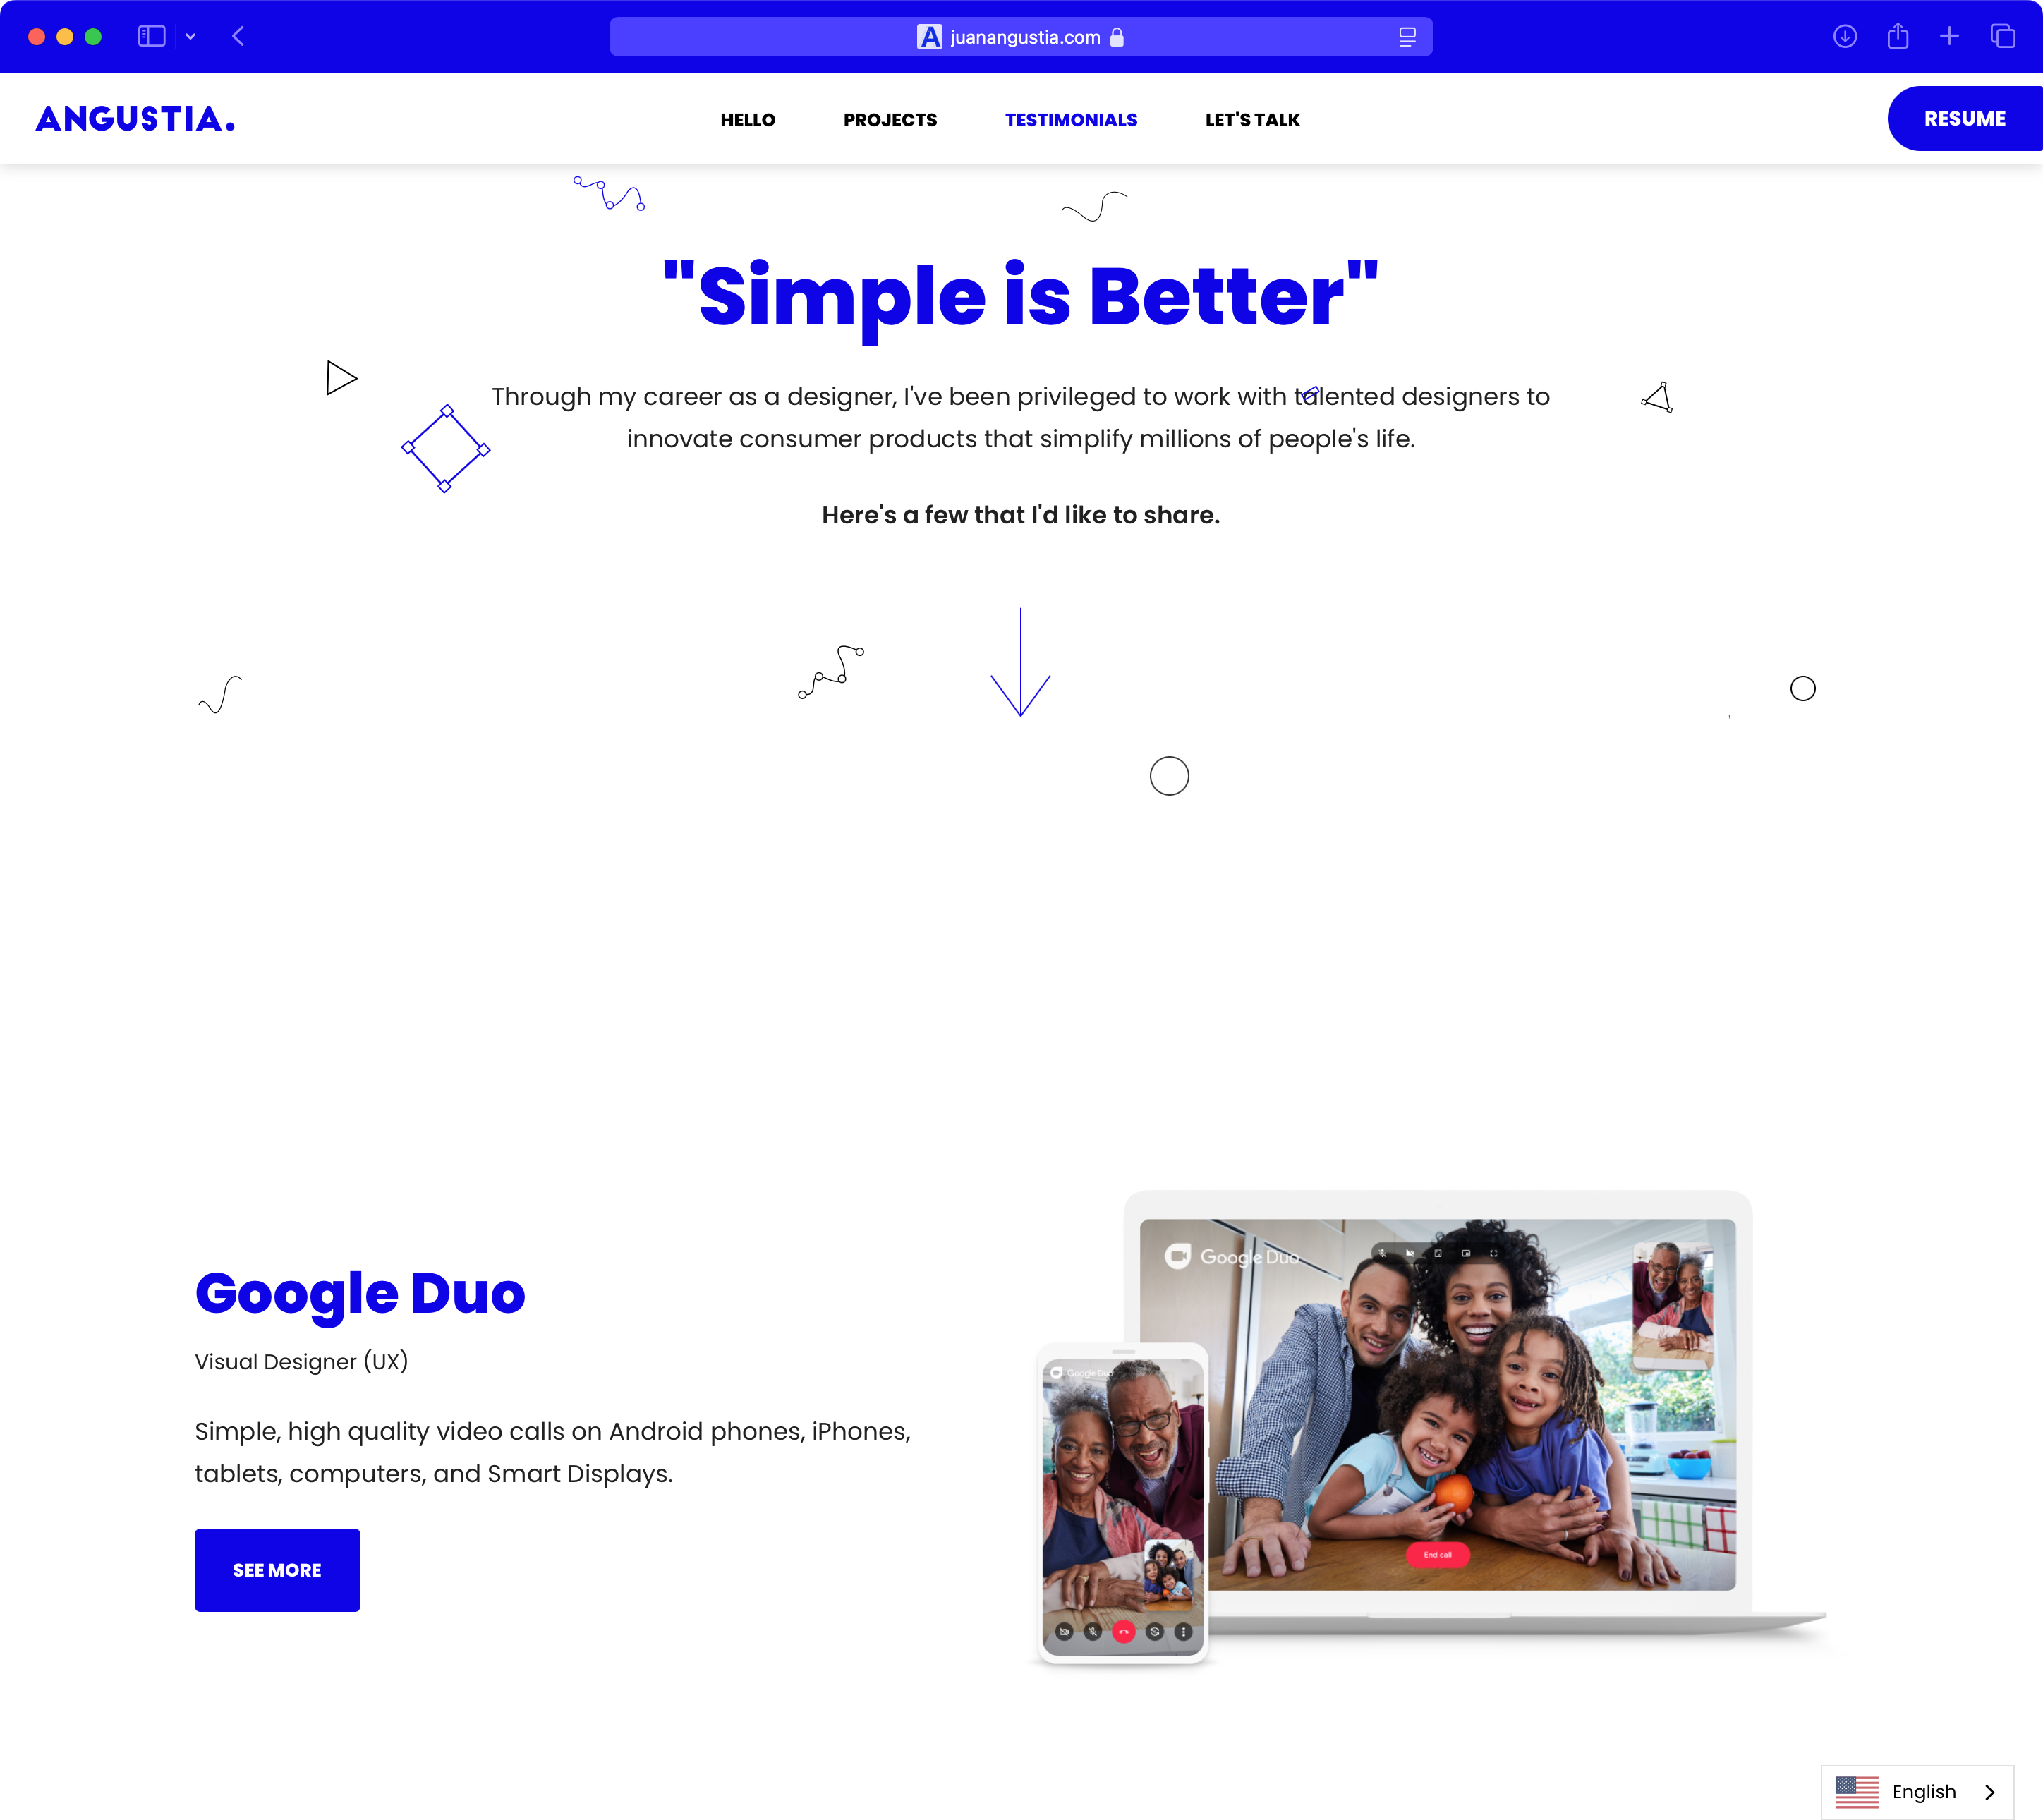 A juanangustia.com
ANGUSTIA.
HELLO
PROJECTS
TESTIMONIALS
LET'S TALK
RESUME
"Simple is Better"
Through my career as a designer, I've been privileged to work with talented designers to
innovate consumer products that simplify millions of people's life.
Here's a few that I'd like to share.
Google Duo
Visual Designer (UX)
Simple, high quality video calls on Android phones, iPhones,
tablets, computers, and Smart Displays.
SEE MORE
Google Duo
Google Duo
End call
English